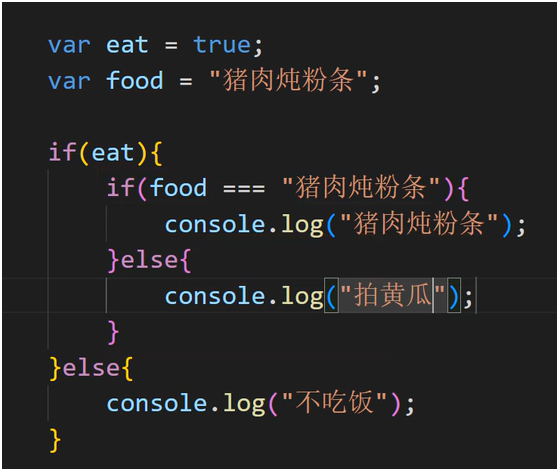 var eat = true;
var food = "猪肉炖粉条";
if(eat){
if(food === "猪肉炖粉条"){
console.log("猪肉炖粉条");
}else{
console.log("拍黄瓜");
}
}else{
console.log("不吃饭");
}